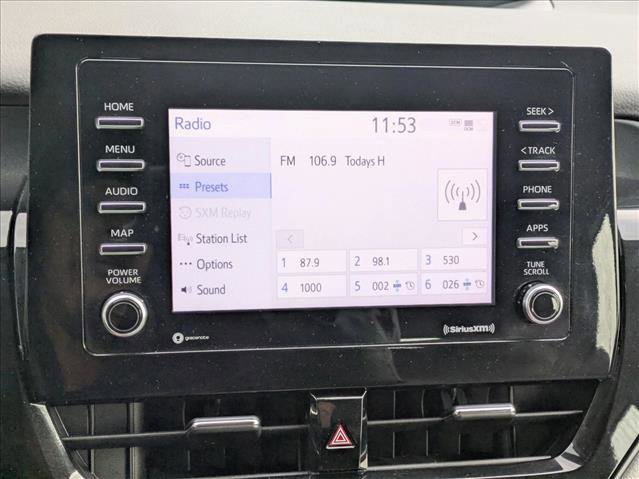 HOME
MENU
AUDIO
MAP
POWER
VOLUME
Radio 11:53 DCM
DCM
Source
Presets
SXM Replay
Station List
Options
Sound
FM 106.9 Todays H
< >
1 87.9 2 98.1 3 530
4 1000 5 002 6 026
SEEK >
< TRACK
PHONE
APPS
TUNE
SCROLL
gracenote
((SiriusXM))